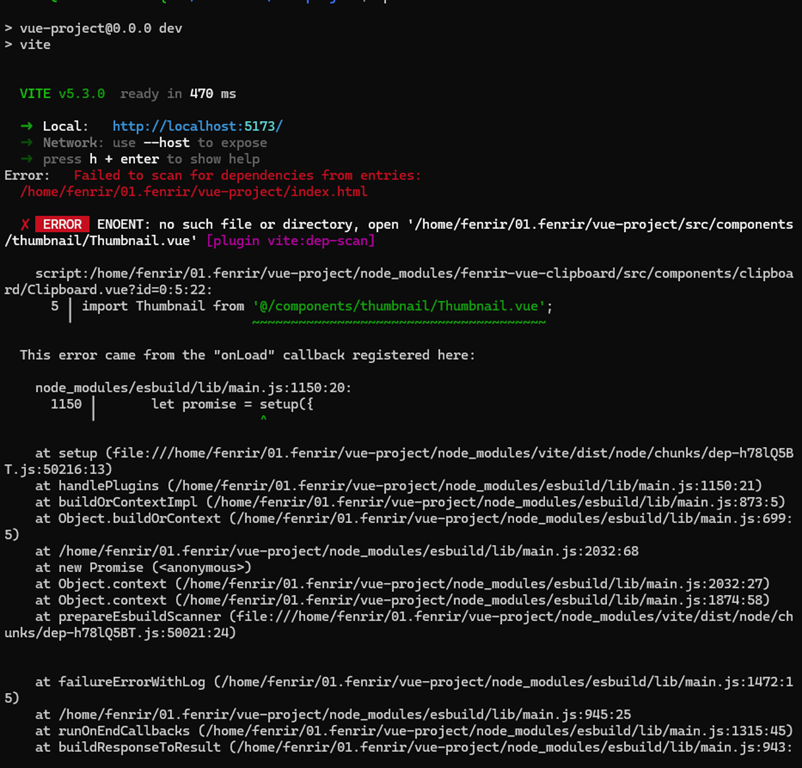 > vue-project@0.0.0 dev
> vite
VITE v5.3.0 ready in 470 ms
➜ Local: http://localhost:5173/
➜ Network: use --host to expose
➜ press h + enter to show help
Error: Failed to scan for dependencies from entries:
/home/fenrir/01.fenrir/vue-project/index.html
✗ ERROR ENOENT: no such file or directory, open '/home/fenrir/01.fenrir/vue-project/src/components
/thumbnail/Thumbnail.vue' [plugin vite:dep-scan]
script:/home/fenrir/01.fenrir/vue-project/node_modules/fenrir-vue-clipboard/src/components/clipboa
rd/Clipboard.vue?id=0:5:22:
5 │ import Thumbnail from '@/components/thumbnail/Thumbnail.vue';
~~~~~~~~~~~~~~~~~~~~~~~~~~~~~~~~~~~~~~
This error came from the "onLoad" callback registered here:
node_modules/esbuild/lib/main.js:1150:20:
1150 │ let promise = setup({
^
at setup (file:///home/fenrir/01.fenrir/vue-project/node_modules/vite/dist/node/chunks/dep-h78lQ5B
T.js:50216:13)
at handlePlugins (/home/fenrir/01.fenrir/vue-project/node_modules/esbuild/lib/main.js:1150:21)
at buildOrContextImpl (/home/fenrir/01.fenrir/vue-project/node_modules/esbuild/lib/main.js:873:5)
at Object.buildOrContext (/home/fenrir/01.fenrir/vue-project/node_modules/esbuild/lib/main.js:699:
5)
at /home/fenrir/01.fenrir/vue-project/node_modules/esbuild/lib/main.js:2032:68
at new Promise (<anonymous>)
at Object.context (/home/fenrir/01.fenrir/vue-project/node_modules/esbuild/lib/main.js:2032:27)
at Object.context (/home/fenrir/01.fenrir/vue-project/node_modules/esbuild/lib/main.js:1874:58)
at prepareEsbuildScanner (file:///home/fenrir/01.fenrir/vue-project/node_modules/vite/dist/node/ch
unks/dep-h78lQ5BT.js:50021:24)
at failureErrorWithLog (/home/fenrir/01.fenrir/vue-project/node_modules/esbuild/lib/main.js:1472:1
5)
at /home/fenrir/01.fenrir/vue-project/node_modules/esbuild/lib/main.js:945:25
at runOnEndCallbacks (/home/fenrir/01.fenrir/vue-project/node_modules/esbuild/lib/main.js:1315:45)
at buildResponseToResult (/home/fenrir/01.fenrir/vue-project/node_modules/esbuild/lib/main.js:943: